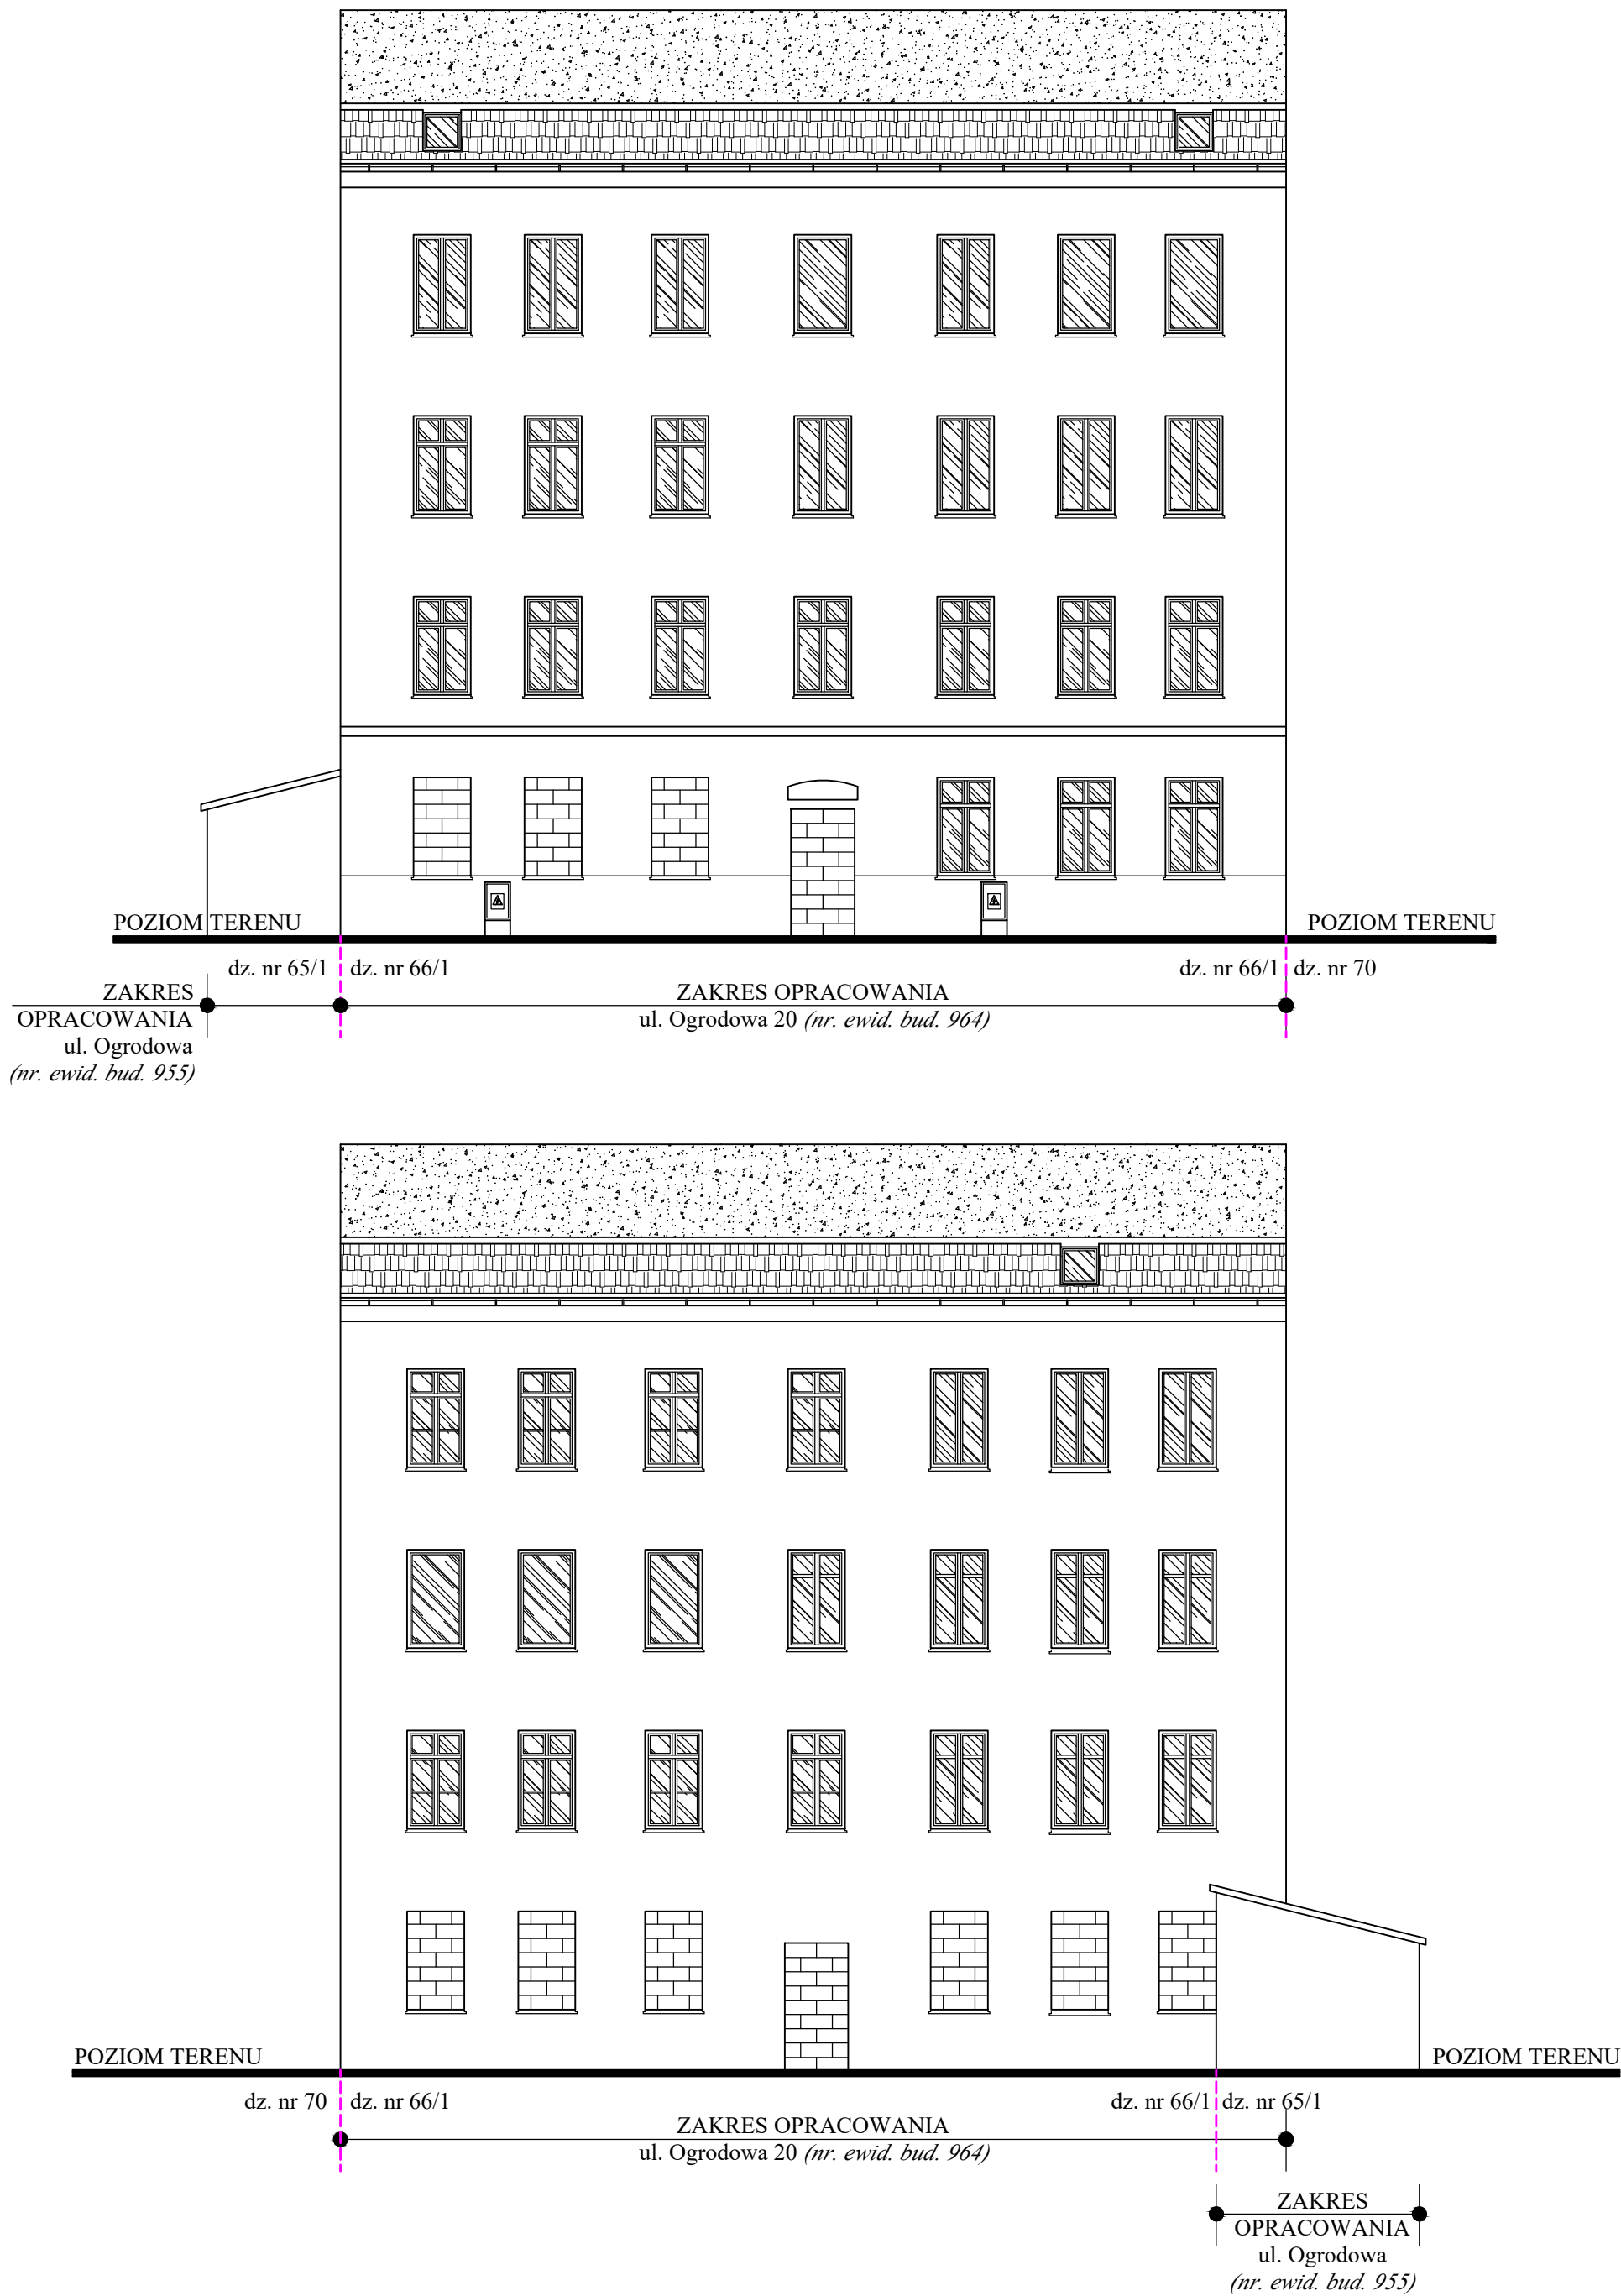 POZIOM TERENU
POZIOM TERENU
dz. nr 65/1
dz. nr 66/1
dz. nr 66/1
dz. nr 70
ZAKRES
OPRACOWANIA
ul. Ogrodowa
(nr. ewid. bud. 955)
ZAKRES OPRACOWANIA
ul. Ogrodowa 20 (nr. ewid. bud. 964)
POZIOM TERENU
POZIOM TERENU
dz. nr 70
dz. nr 66/1
dz. nr 66/1
dz. nr 65/1
ZAKRES OPRACOWANIA
ul. Ogrodowa 20 (nr. ewid. bud. 964)
ZAKRES
OPRACOWANIA
ul. Ogrodowa
(nr. ewid. bud. 955)